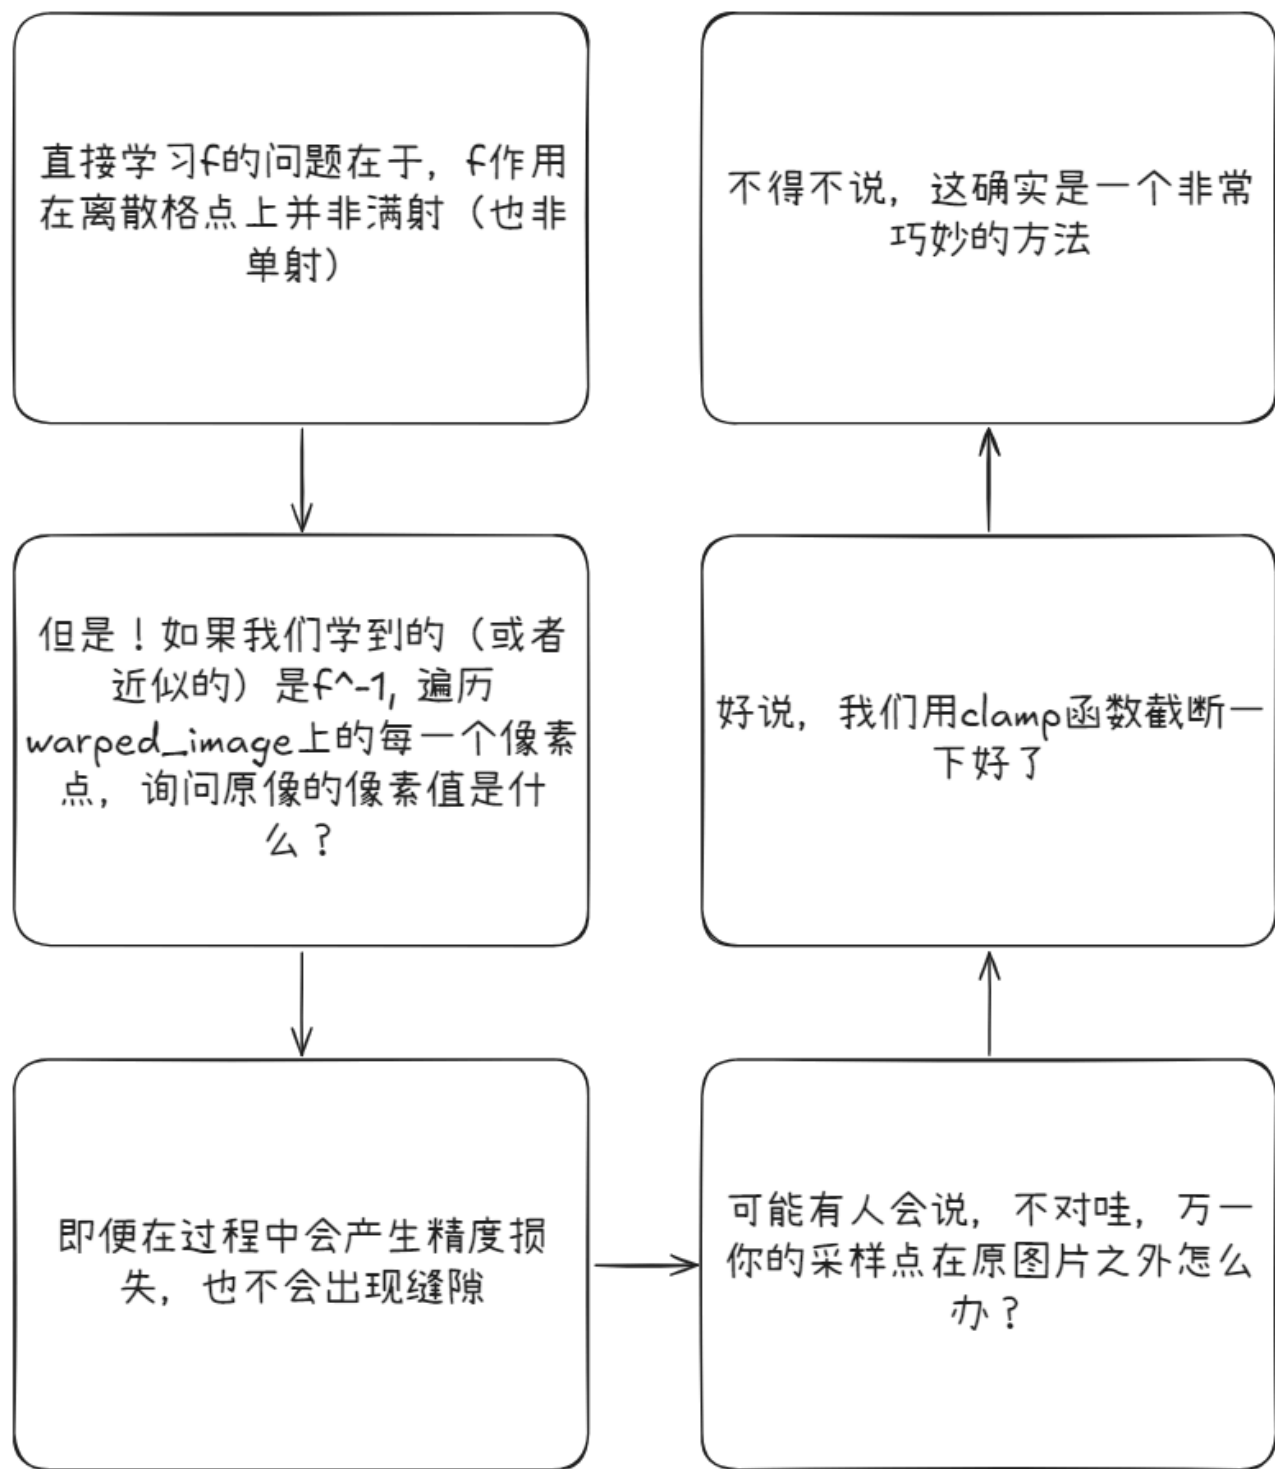 直接学习f的问题在于，f作用
在离散格点上并非满射（也非
单射）
但是！如果我们学到的（或者
近似的）是f^-1, 遍历
warped_image上的每一个像素
点，询问原像的像素值是什
么？
即便在过程中会产生精度损
失，也不会出现缝隙
可能有人会说，不对哇，万一
你的采样点在原图片之外怎么
办？
好说，我们用clamp函数截断一
下好了
不得不说，这确实是一个非常
巧妙的方法